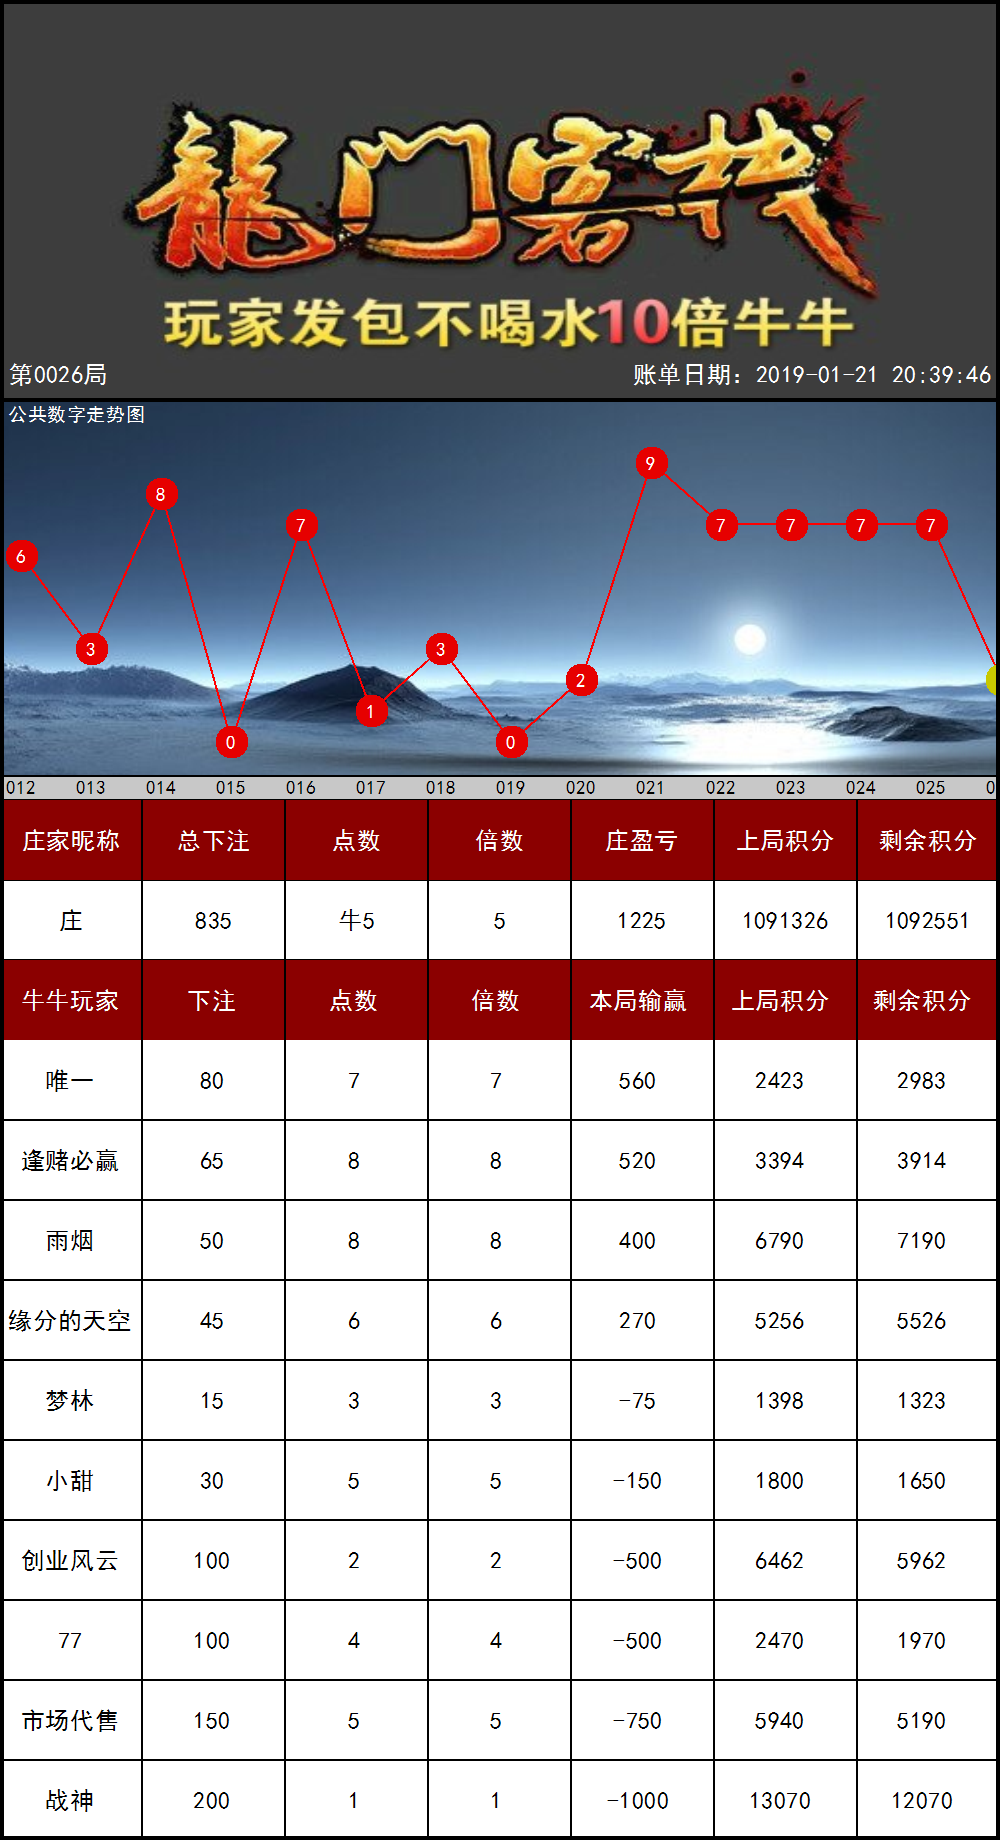 龍门客栈
玩家发包不喝水10倍牛牛
第0026局 账单日期：2019-01-21 20:39:46
公共数字走势图
6 3 8 0 7 1 3 0 2 9 7 7 7 7
012 013 014 015 016 017 018 019 020 021 022 023 024 025 0
庄家昵称 总下注 点数 倍数 庄盈亏 上局积分 剩余积分
庄 835 牛5 5 1225 1091326 1092551
牛牛玩家 下注 点数 倍数 本局输赢 上局积分 剩余积分
唯一 80 7 7 560 2423 2983
逢赌必赢 65 8 8 520 3394 3914
雨烟 50 8 8 400 6790 7190
缘分的天空 45 6 6 270 5256 5526
梦林 15 3 3 -75 1398 1323
小甜 30 5 5 -150 1800 1650
创业风云 100 2 2 -500 6462 5962
77 100 4 4 -500 2470 1970
市场代售 150 5 5 -750 5940 5190
战神 200 1 1 -1000 13070 12070